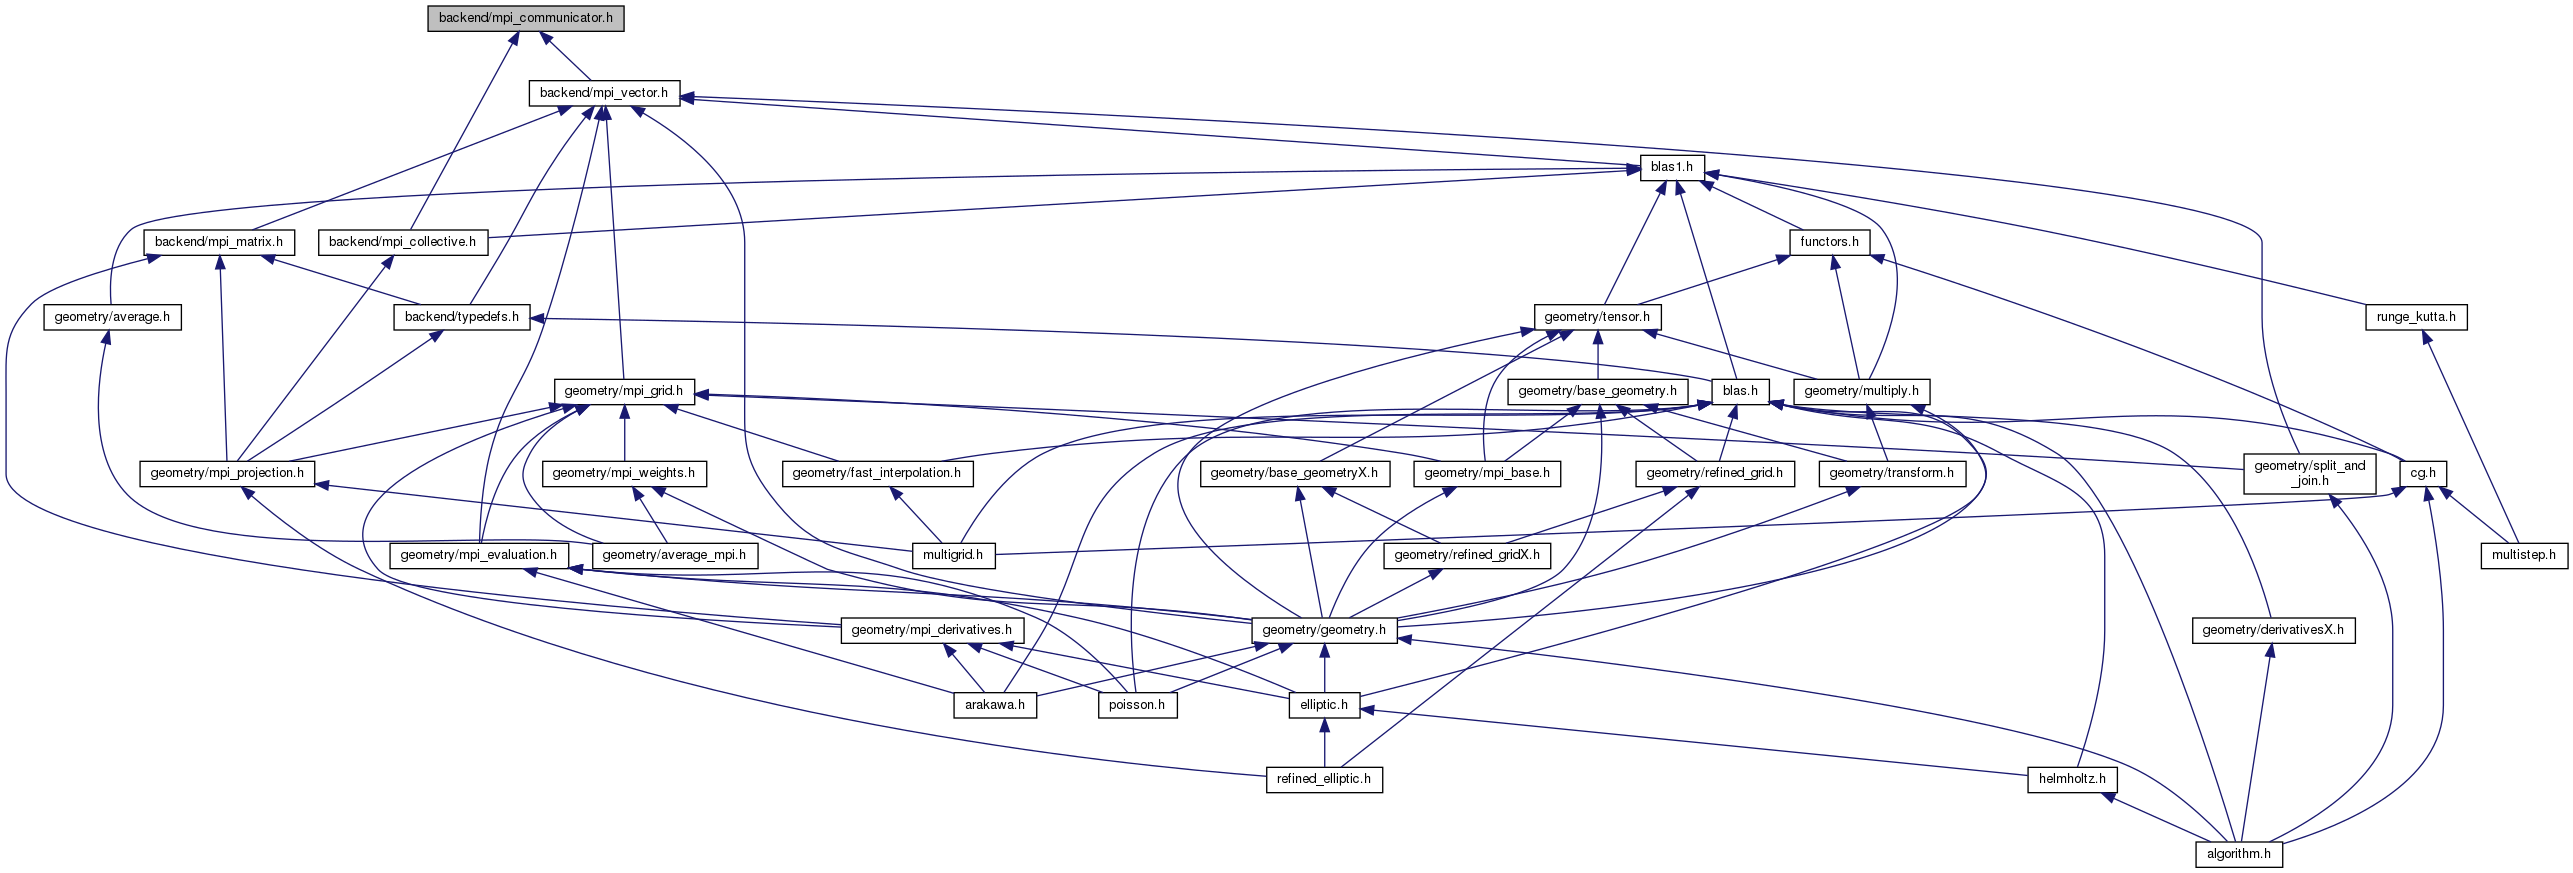 backend/mpi_communicator.h
backend/mpi_vector.h
blas1.h
backend/mpi_matrix.h
backend/mpi_collective.h
functors.h
geometry/average.h
backend/typedefs.h
geometry/tensor.h
runge_kutta.h
geometry/mpi_grid.h
geometry/base_geometry.h
blas.h
geometry/multiply.h
geometry/mpi_projection.h
geometry/mpi_weights.h
geometry/fast_interpolation.h
geometry/base_geometryX.h
geometry/mpi_base.h
geometry/refined_grid.h
geometry/transform.h
geometry/split_and
_join.h
cg.h
geometry/mpi_evaluation.h
geometry/average_mpi.h
multigrid.h
geometry/refined_gridX.h
multistep.h
geometry/mpi_derivatives.h
geometry/geometry.h
geometry/derivativesX.h
arakawa.h
poisson.h
elliptic.h
refined_elliptic.h
helmholtz.h
algorithm.h